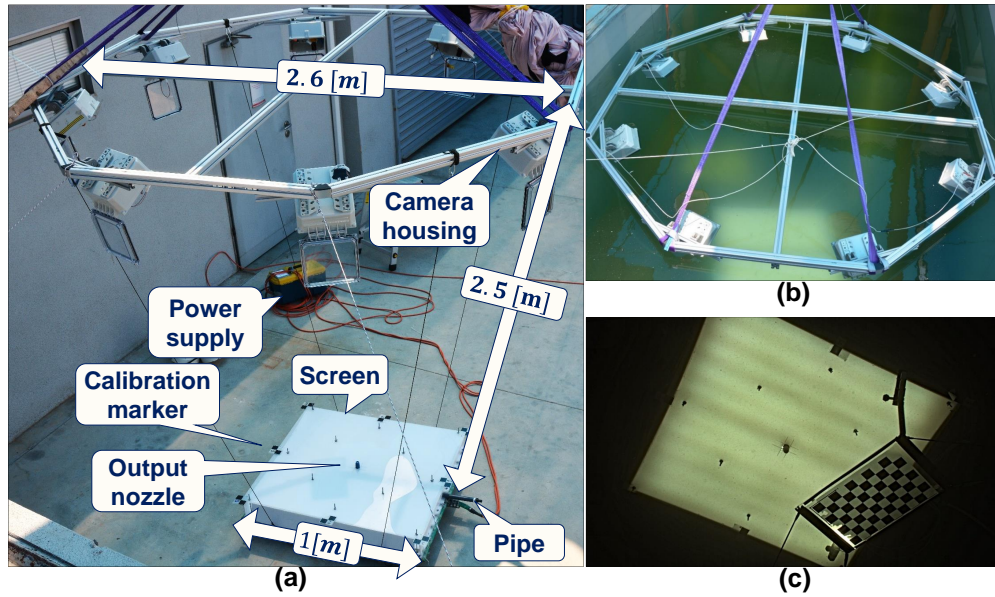 2.6 [m]
Camera
housing
2.5 [m]
Power
supply
Calibration
marker
Screen
Output
nozzle
1[m]
Pipe
(a)
(b)
(c)